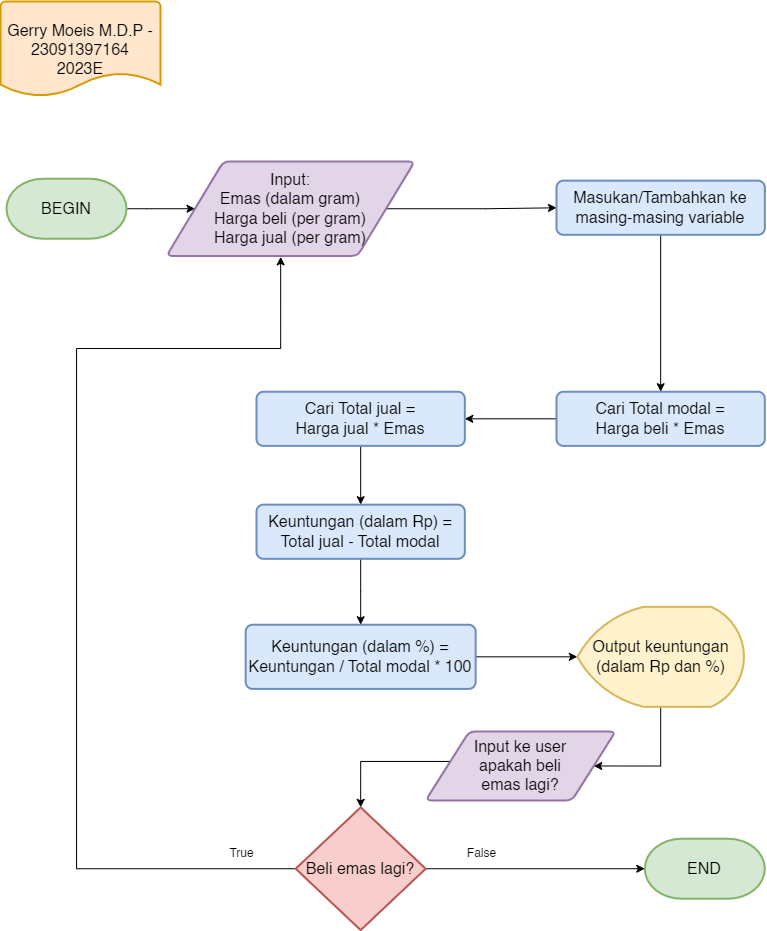 Gerry Moeis M.D.P -
23091397164
2023E
BEGIN
Input:
Emas (dalam gram)
Harga beli (per gram)
Harga jual (per gram)
Masukan/Tambahkan ke
masing-masing variable
Cari Total modal =
Harga beli * Emas
Cari Total jual =
Harga jual * Emas
Keuntungan (dalam Rp) =
Total jual - Total modal
Keuntungan (dalam %) =
Keuntungan / Total modal * 100
Output keuntungan
(dalam Rp dan %)
Input ke user
apakah beli
emas lagi?
Beli emas lagi?
True
False
END